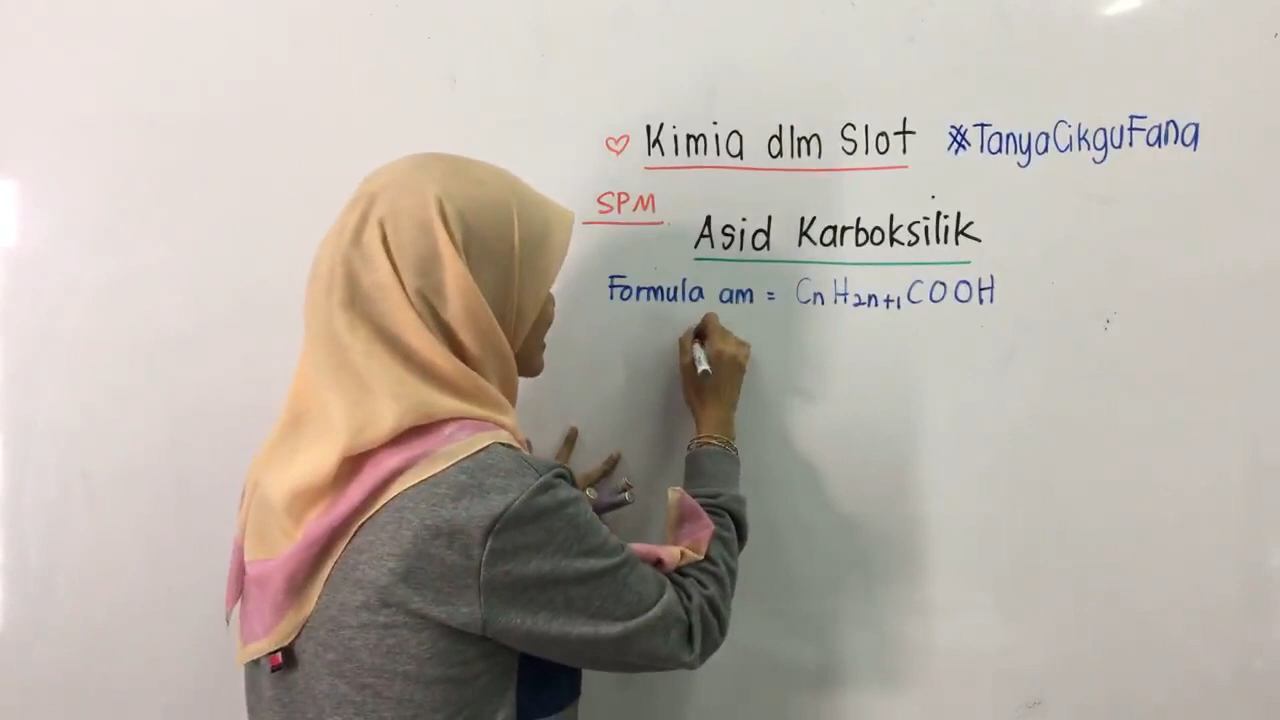 ♡ Kimia dlm Slot #TanyaCikguFana
SPM
Asid Karboksilik
Formula am = CnH2n+1COOH